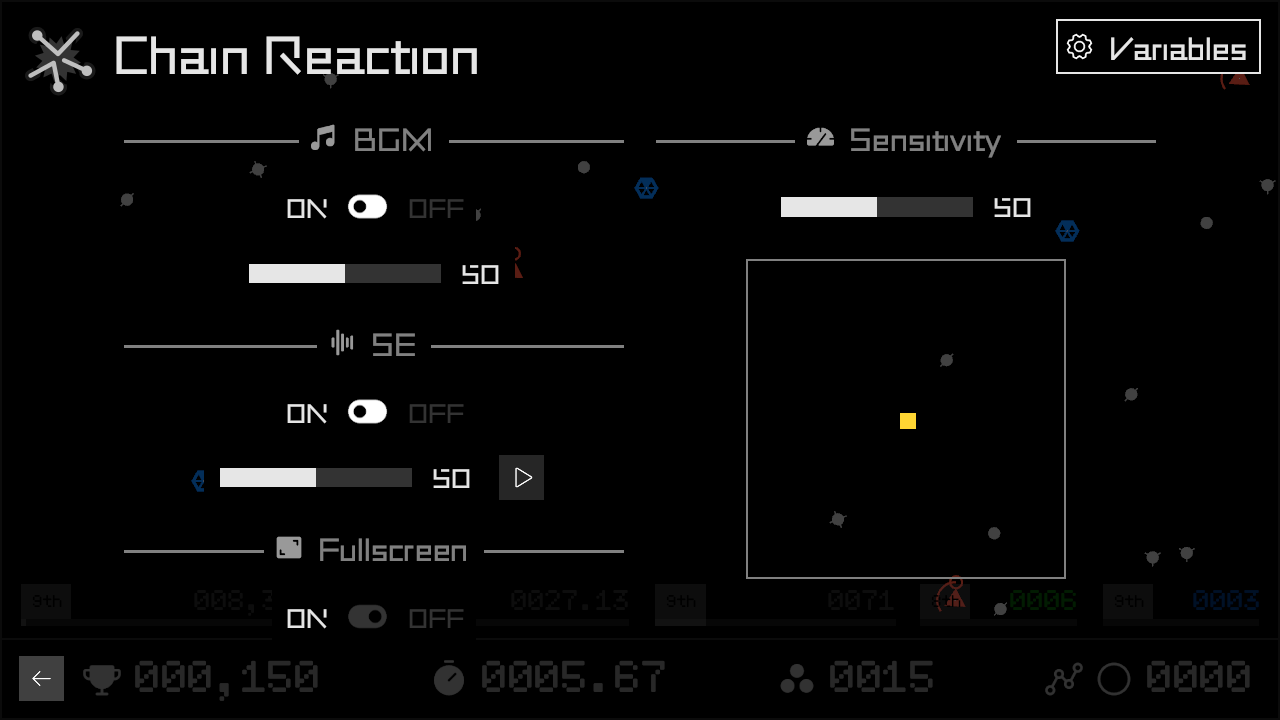 Chain Reaction
Variables
BGM
Sensitivity
ON OFF
50
50
SE
ON OFF
50
Fullscreen
9th 008,3
0027.13
9th 0071
0006
9th 0003
ON OFF
000,150 0005.67 0015 0000